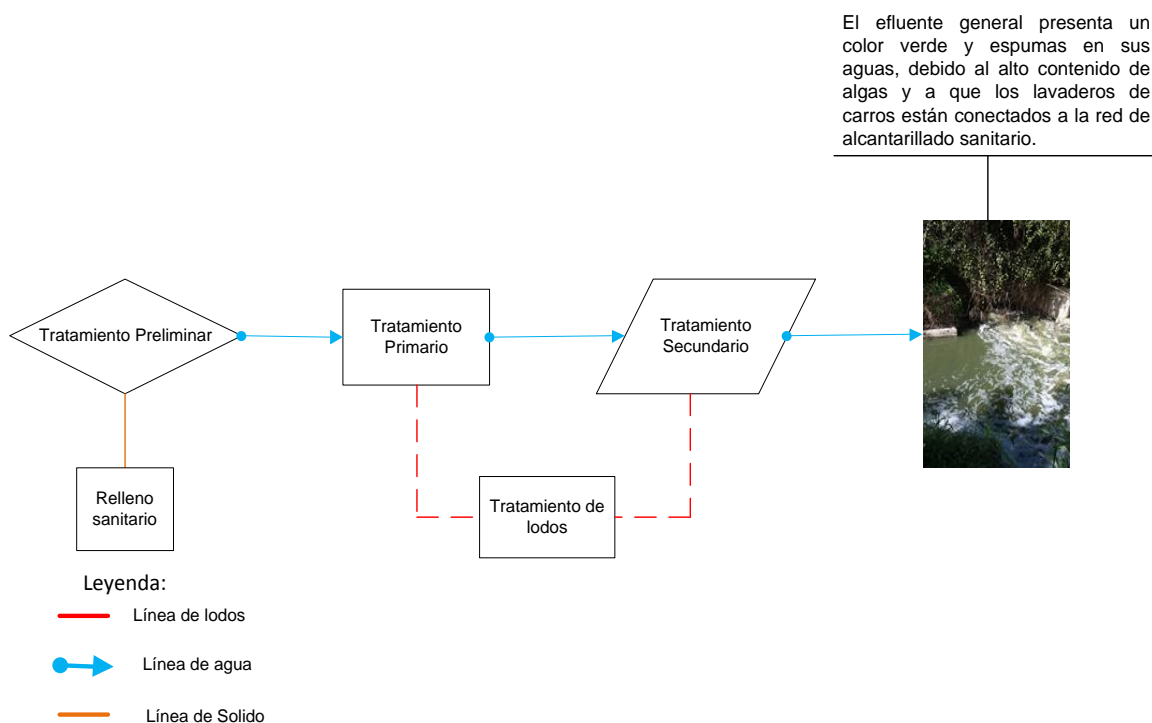 El efluente general presenta un
color verde y espumas en sus
aguas, debido al alto contenido de
algas y a que los lavaderos de
carros están conectados a la red de
alcantarillado sanitario.
Tratamiento Preliminar
Tratamiento
Primario
Tratamiento
Secundario
Relleno
sanitario
Tratamiento de
lodos
Leyenda:
Línea de lodos
Línea de agua
Línea de Solido